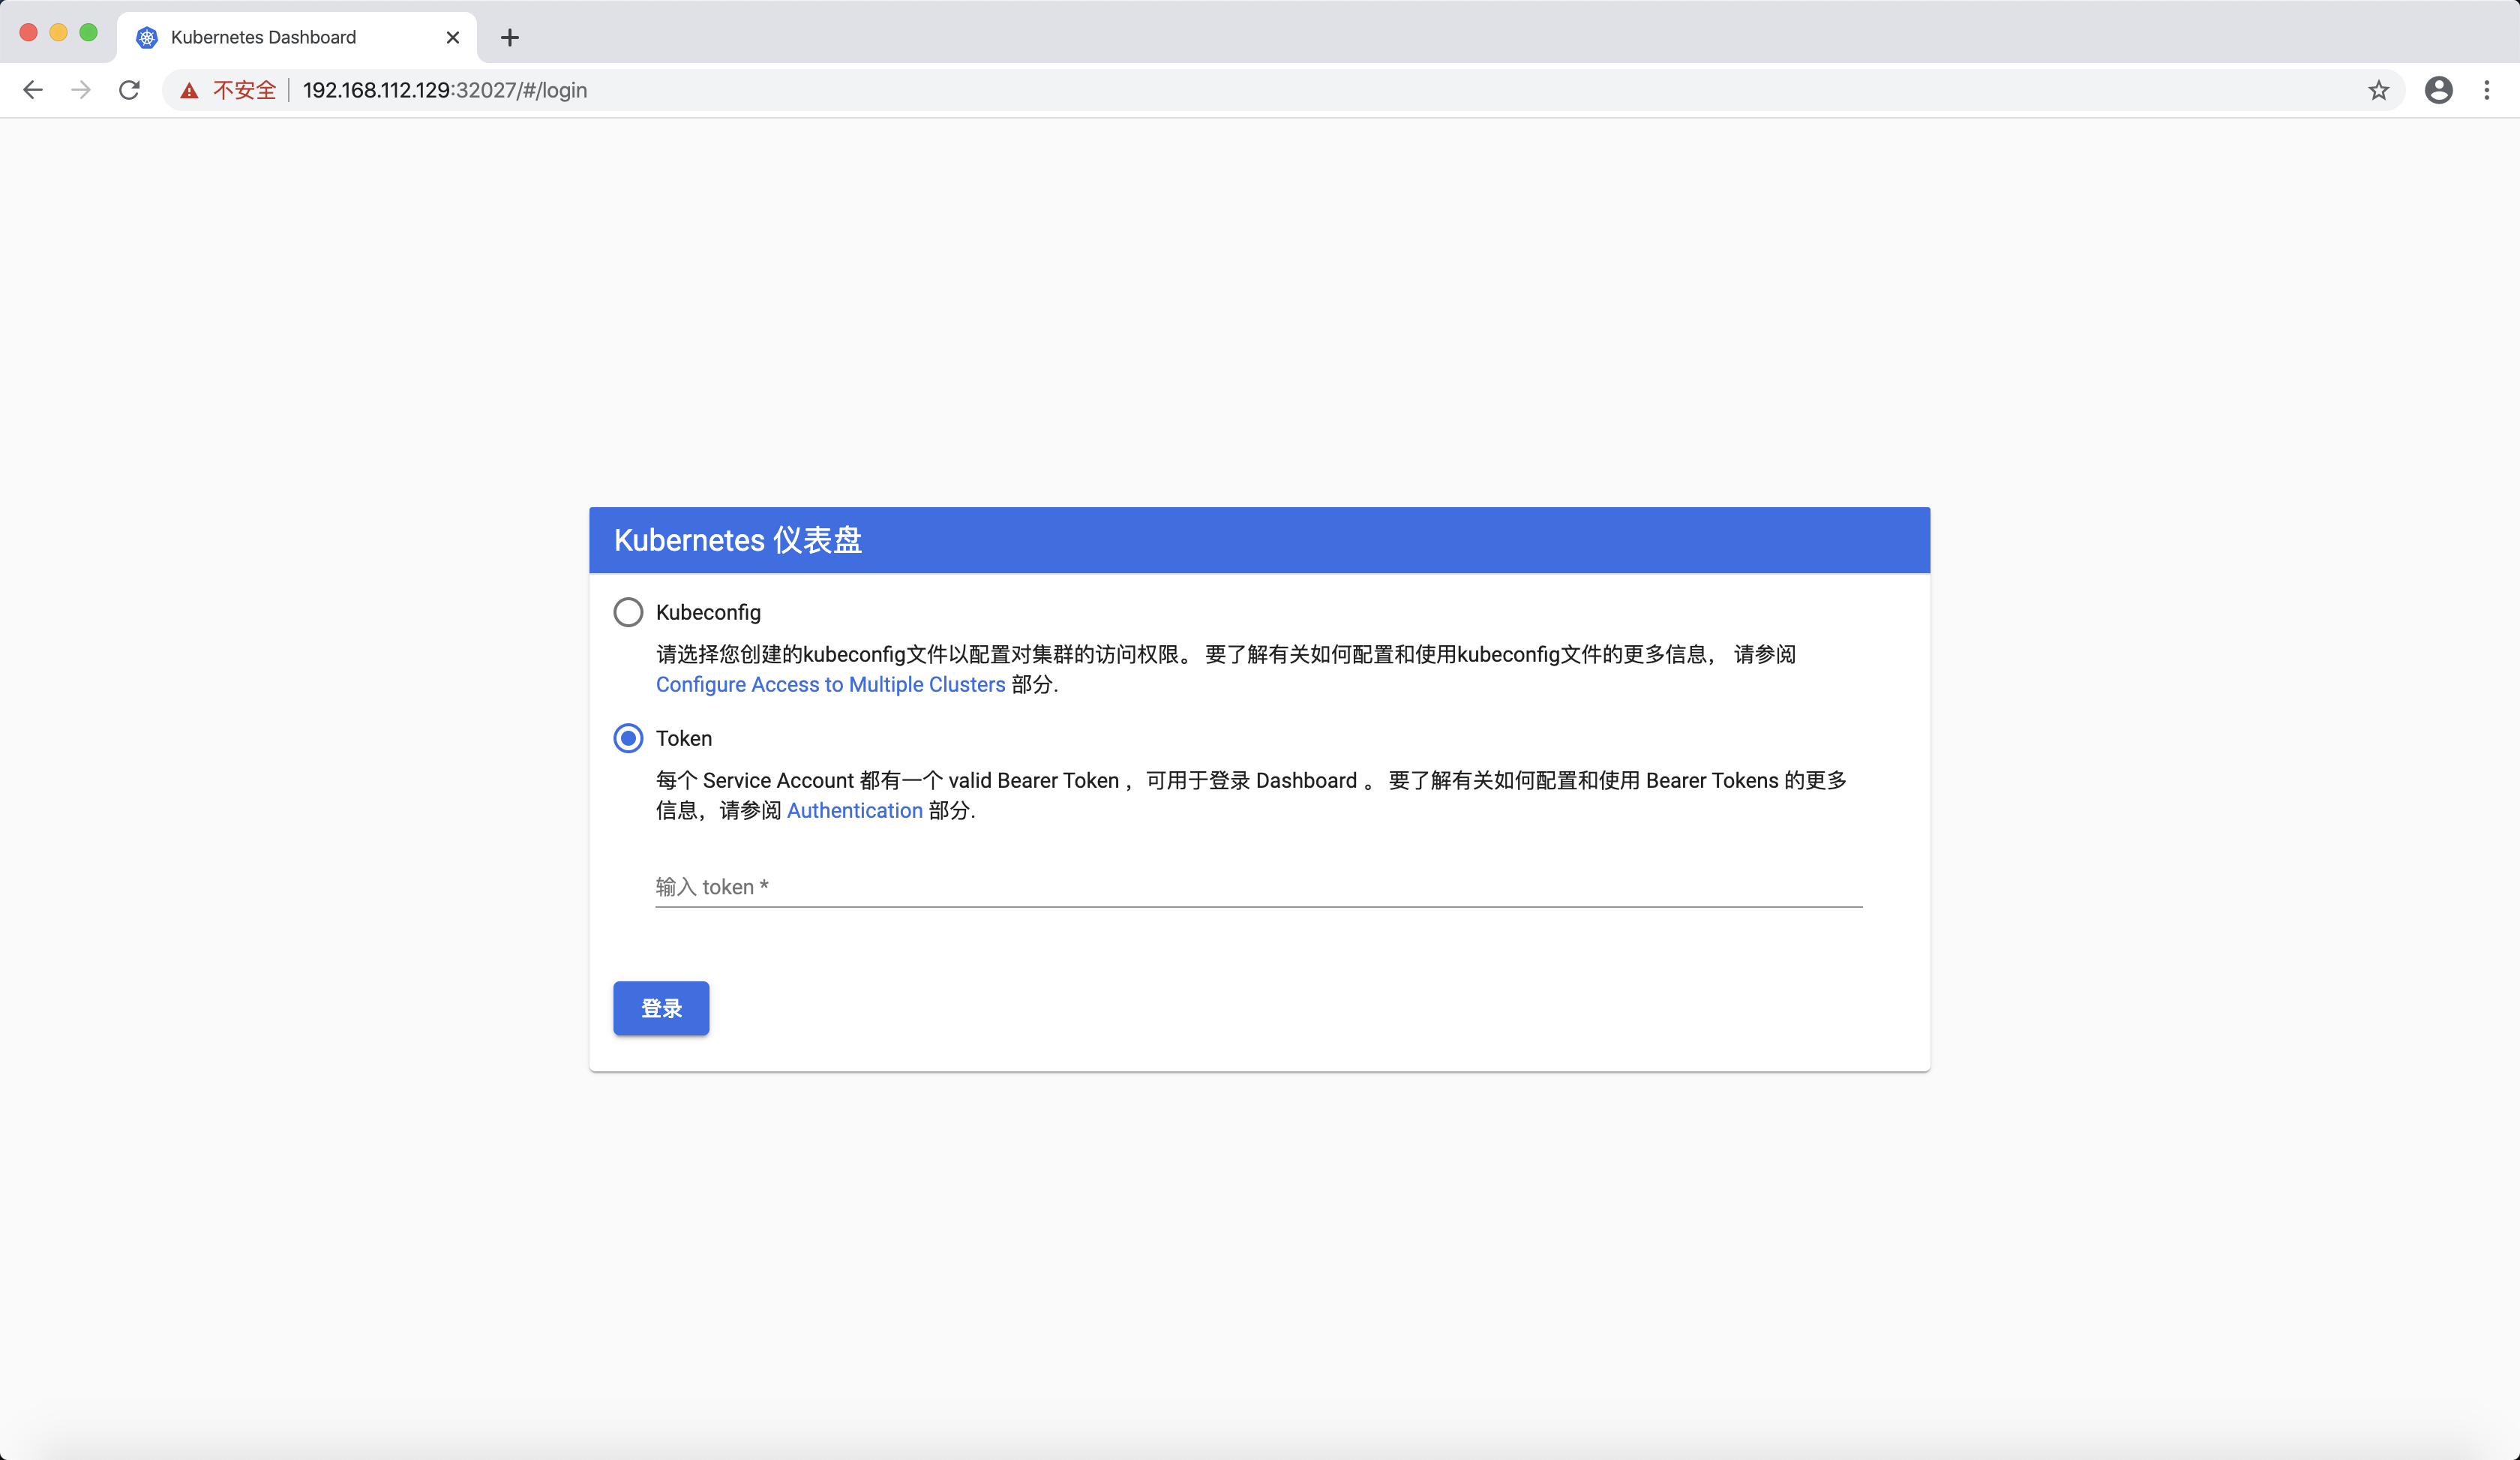 Kubernetes Dashboard
不安全 192.168.112.129:32027/#/login
Kubernetes 仪表盘
Kubeconfig
请选择您创建的kubeconfig文件以配置对集群的访问权限。 要了解有关如何配置和使用kubeconfig文件的更多信息， 请参阅
Configure Access to Multiple Clusters 部分.
Token
每个 Service Account 都有一个 valid Bearer Token ，可用于登录 Dashboard 。 要了解有关如何配置和使用 Bearer Tokens 的更多
信息，请参阅 Authentication 部分.
输入 token *
登录